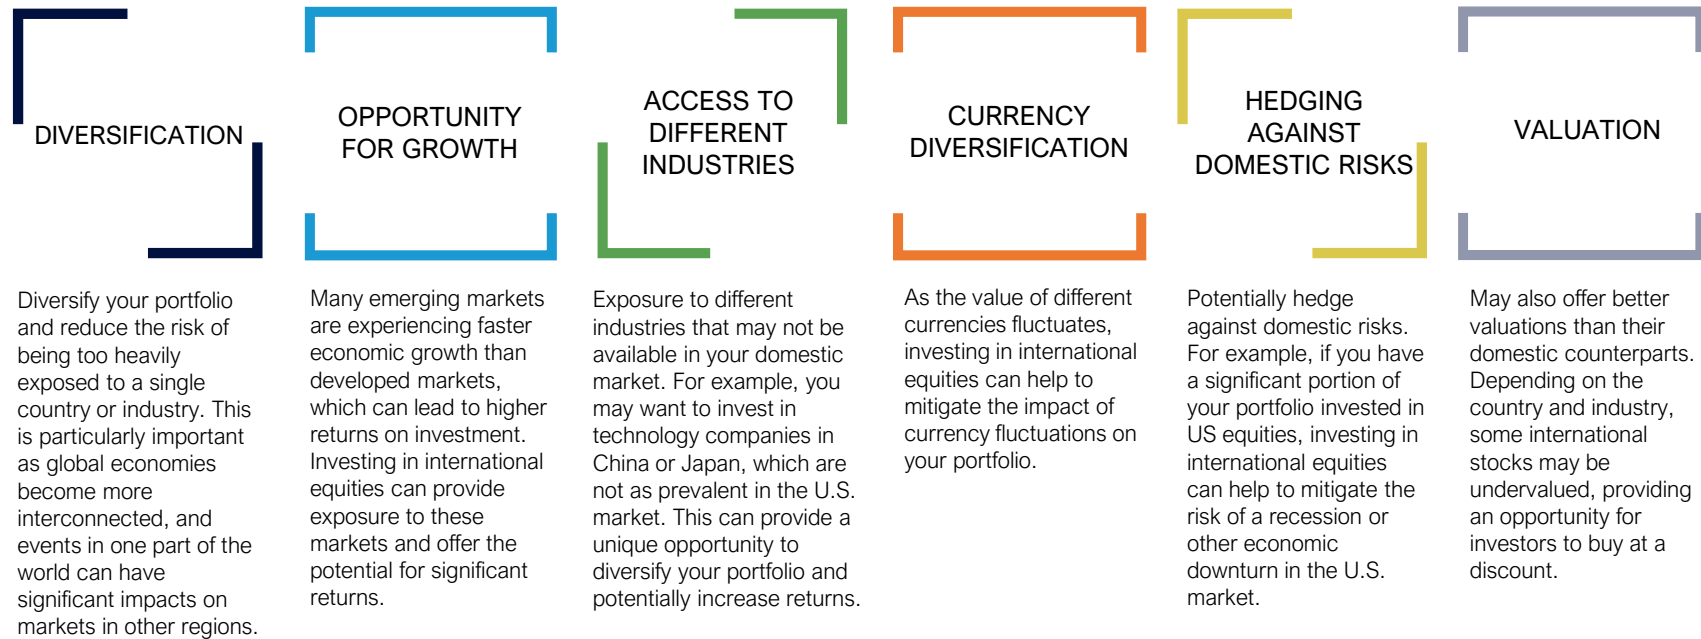 DIVERSIFICATION
Diversify your portfolio
and reduce the risk of
being too heavily
exposed to a single
country or industry. This
is particularly important
as global economies
become more
interconnected, and
events in one part of the
world can have
significant impacts on
markets in other regions.
OPPORTUNITY
FOR GROWTH
Many emerging markets
are experiencing faster
economic growth than
developed markets,
which can lead to higher
returns on investment.
Investing in international
equities can provide
exposure to these
markets and offer the
potential for significant
returns.
ACCESS TO
DIFFERENT
INDUSTRIES
Exposure to different
industries that may not be
available in your domestic
market. For example, you
may want to invest in
technology companies in
China or Japan, which are
not as prevalent in the U.S.
market. This can provide a
unique opportunity to
diversify your portfolio and
potentially increase returns.
CURRENCY
DIVERSIFICATION
As the value of different
currencies fluctuates,
investing in international
equities can help to
mitigate the impact of
currency fluctuations on
your portfolio.
HEDGING
AGAINST
DOMESTIC RISKS
Potentially hedge
against domestic risks.
For example, if you have
a significant portion of
your portfolio invested in
US equities, investing in
international equities
can help to mitigate the
risk of a recession or
other economic
downturn in the U.S.
market.
VALUATION
May also offer better
valuations than their
domestic counterparts.
Depending on the
country and industry,
some international
stocks may be
undervalued, providing
an opportunity for
investors to buy at a
discount.